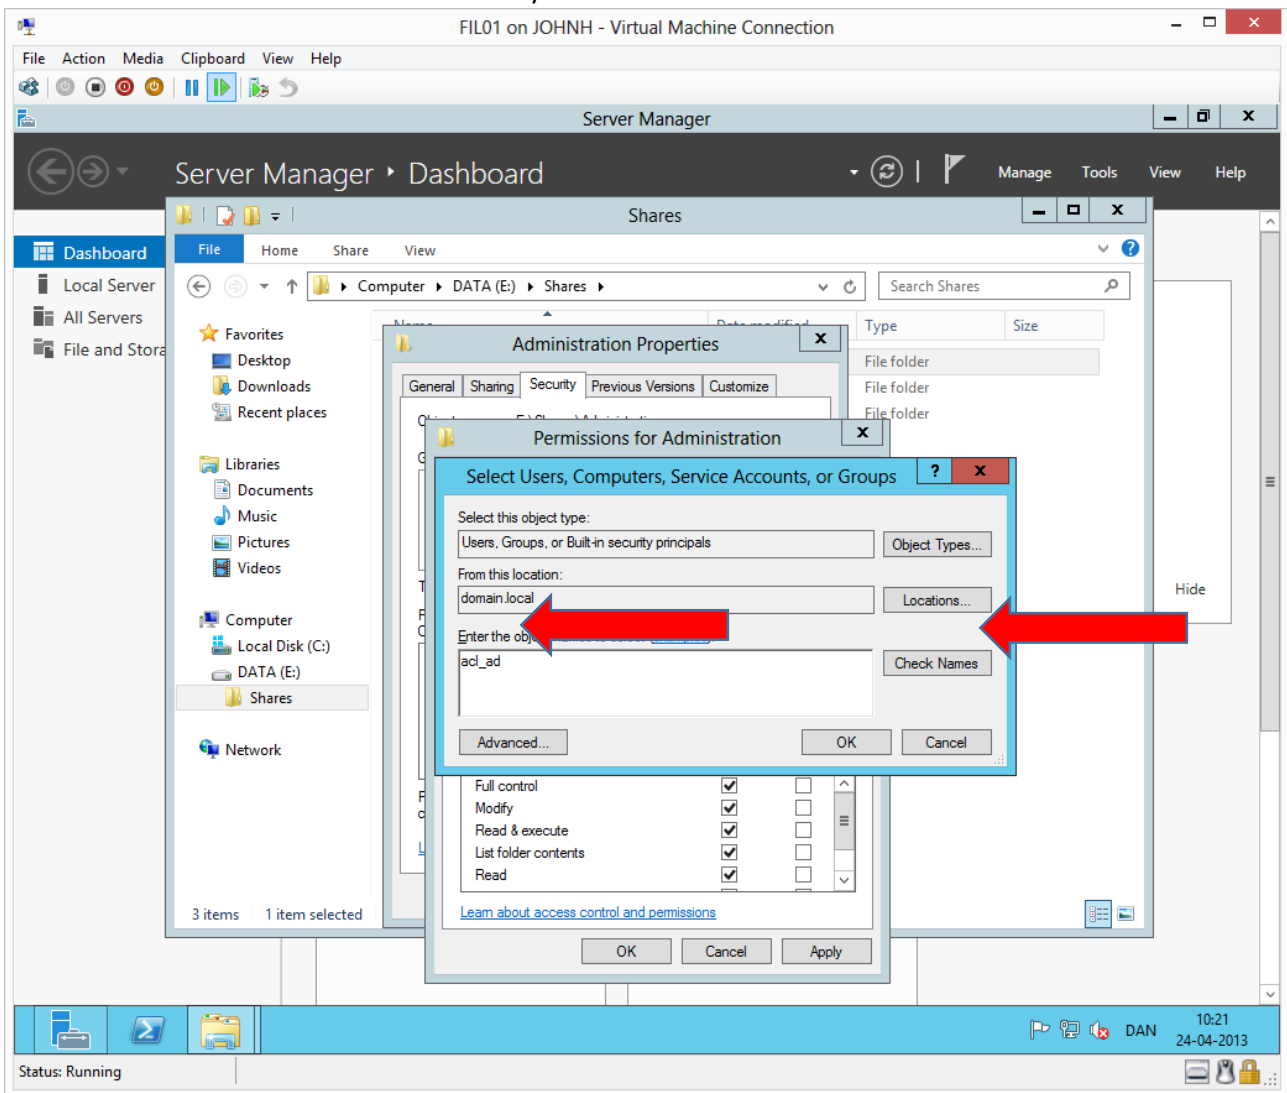 FIL01 on JOHNH - Virtual Machine Connection
File Action Media Clipboard View Help
Server Manager
Server Manager Dashboard
Manage Tools View Help
Shares
File Home Share View
Computer DATA (E:) Shares
Search Shares
Dashboard
Local Server
All Servers
File and Stora
Favorites
Desktop
Downloads
Recent places
Libraries
Documents
Music
Pictures
Videos
Computer
Local Disk (C:)
DATA (E:)
Shares
Network
Type Size
File folder
File folder
File folder
Administration Properties
General Sharing Security Previous Versions Customize
Permissions for Administration
Select Users, Computers, Service Accounts, or Groups
Select this object type:
Users, Groups, or Built-in security principals
Object Types...
From this location:
domain.local
Locations...
Enter the
acl_ad
Check Names
Advanced...
OK Cancel
Full control
Modify
Read & execute
List folder contents
Read
Learn about access control and permissions
OK Cancel Apply
3 items 1 item selected
Hide
DAN
10:21
24-04-2013
Status: Running